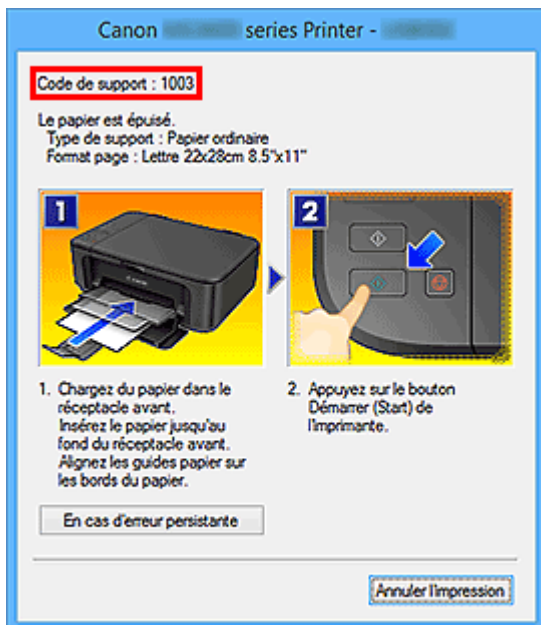 Canon series Printer -
Code de support : 1003
Le papier est épuisé.
Type de support : Papier ordinaire
Format page : Lettre 22x28cm 8.5"x11"
1
2
1. Chargez du papier dans le
réceptacle avant.
Insérez le papier jusqu'au
fond du réceptacle avant.
Alignez les guides papier sur
les bords du papier.
2. Appuyez sur le bouton
Démarrer (Start) de
l'imprimante.
En cas d'erreur persistante
Annuler l'impression